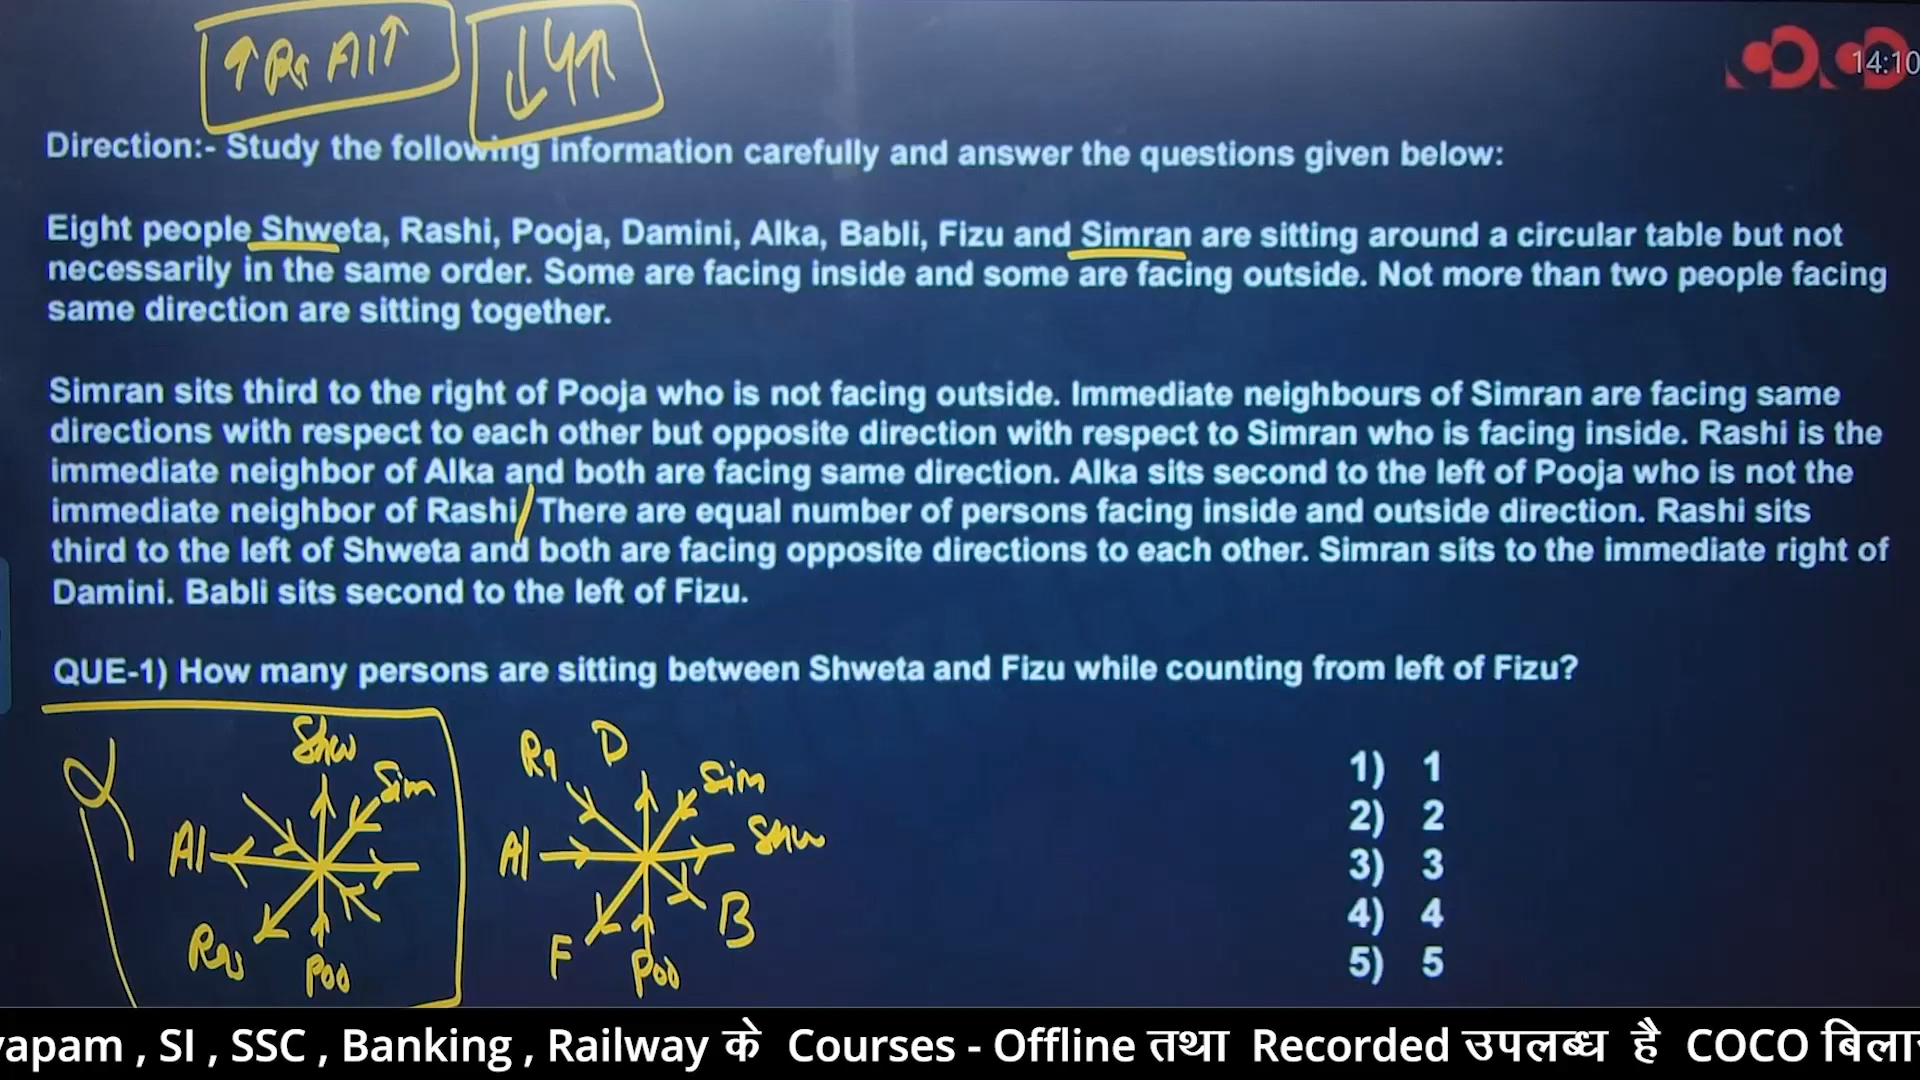 ↑Ra Al↑
↓ 4↑
14:10
Direction:- Study the following information carefully and answer the questions given below:
Eight people Shweta, Rashi, Pooja, Damini, Alka, Babli, Fizu and Simran are sitting around a circular table but not
necessarily in the same order. Some are facing inside and some are facing outside. Not more than two people facing
same direction are sitting together.
Simran sits third to the right of Pooja who is not facing outside. Immediate neighbours of Simran are facing same
directions with respect to each other but opposite direction with respect to Simran who is facing inside. Rashi is the
immediate neighbor of Alka and both are facing same direction. Alka sits second to the left of Pooja who is not the
immediate neighbor of Rashi/ There are equal number of persons facing inside and outside direction. Rashi sits
third to the left of Shweta and both are facing opposite directions to each other. Simran sits to the immediate right of
Damini. Babli sits second to the left of Fizu.
QUE-1) How many persons are sitting between Shweta and Fizu while counting from left of Fizu?
Shw
Sim
Al
Ra
Poo
Ra D
Sim
Al
Shw
F
Poo
B
1) 1
2) 2
3) 3
4) 4
5) 5
yapam , SI , SSC , Banking , Railway के Courses - Offline तथा Recorded उपलब्ध है COCO बिला